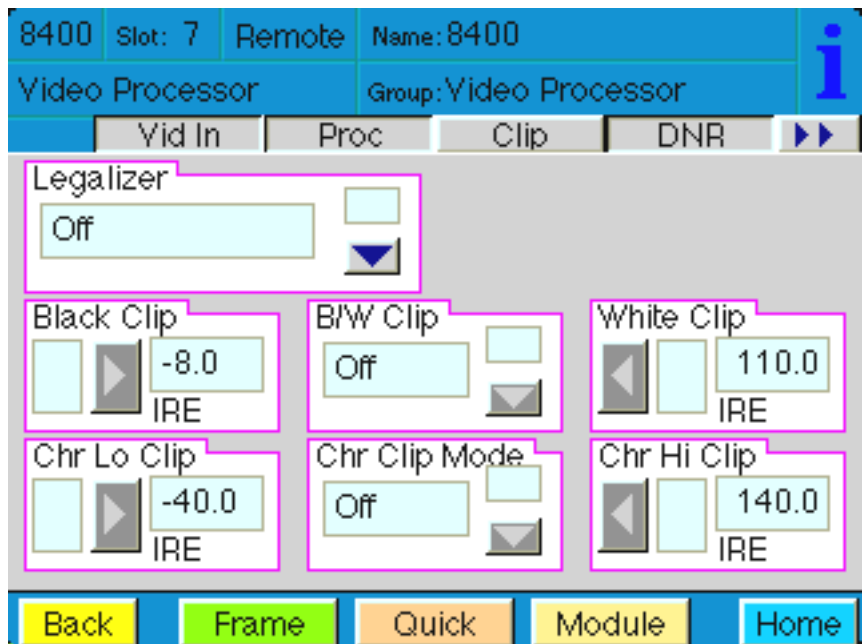 8400 Slot: 7 Remote Name: 8400
i
Video Processor Group: Video Processor
Vid In Proc Clip DNR
Legalizer
Off
Black Clip B/W Clip White Clip
-8.0 Off 110.0
IRE IRE
Chr Lo Clip Chr Clip Mode Chr Hi Clip
-40.0 Off 140.0
IRE IRE
Back Frame Quick Module Home